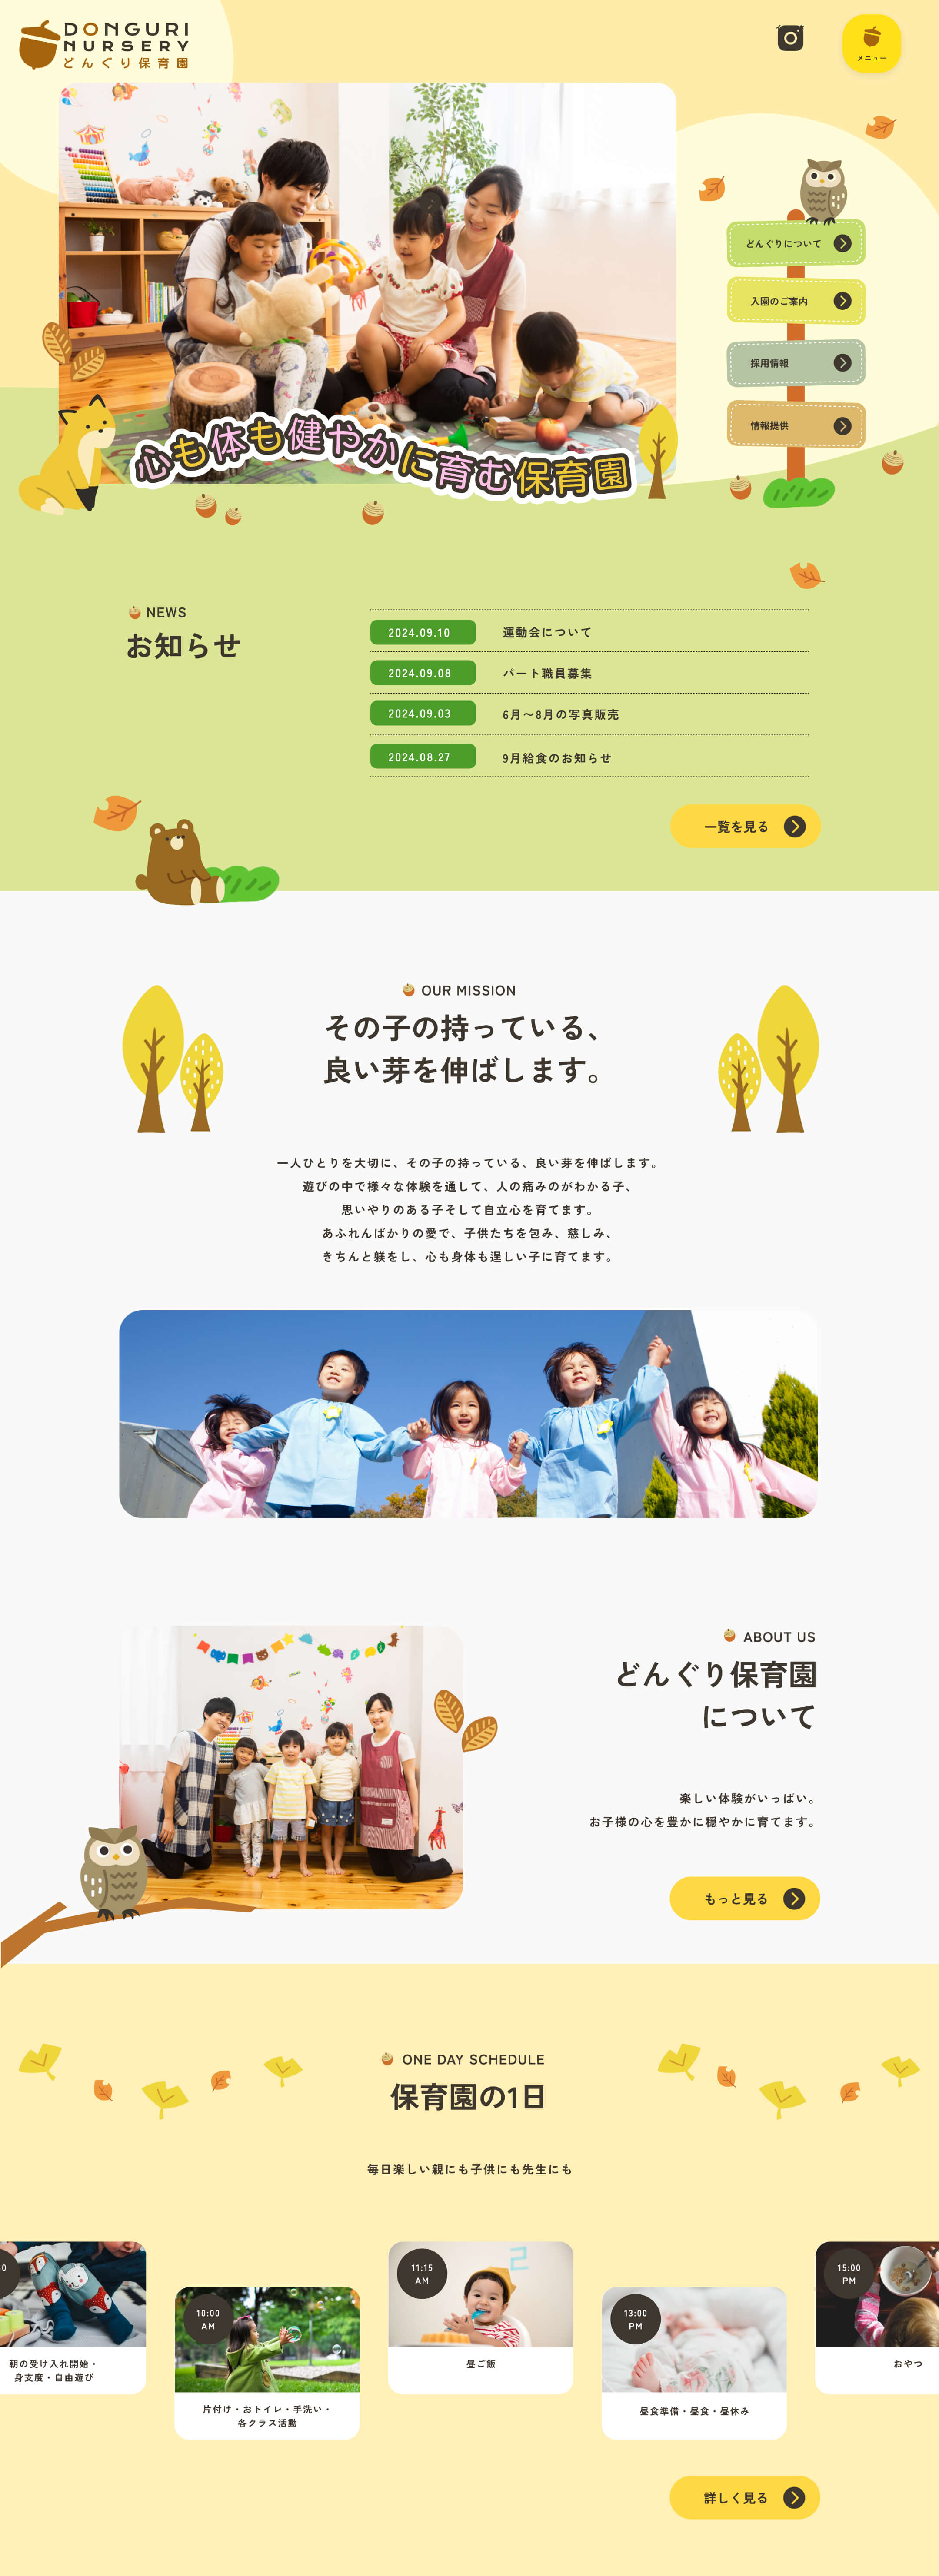 DONGURI
NURSERY
どんぐり保育園
メニュー
どんぐりについて
入園のご案内
採用情報
情報提供
心も体も健やかに育む保育園
NEWS
お知らせ
2024.09.10 運動会について
2024.09.08 パート職員募集
2024.09.03 6月〜8月の写真販売
2024.08.27 9月給食のお知らせ
一覧を見る
OUR MISSION
その子の持っている、
良い芽を伸ばします。
一人ひとりを大切に、その子の持っている、良い芽を伸ばします。
遊びの中で様々な体験を通して、人の痛みのがわかる子、
思いやりのある子そして自立心を育てます。
あふれんばかりの愛で、子供たちを包み、慈しみ、
きちんと躾をし、心も身体も逞しい子に育てます。
ABOUT US
どんぐり保育園
について
楽しい体験がいっぱい。
お子様の心を豊かに穏やかに育てます。
もっと見る
ONE DAY SCHEDULE
保育園の1日
毎日楽しい親にも子供にも先生にも
朝の受け入れ開始・
身支度・自由遊び
10:00
AM
片付け・おトイレ・手洗い・
各クラス活動
11:15
AM
昼ご飯
13:00
PM
昼食準備・昼食・昼休み
15:00
PM
おやつ
詳しく見る